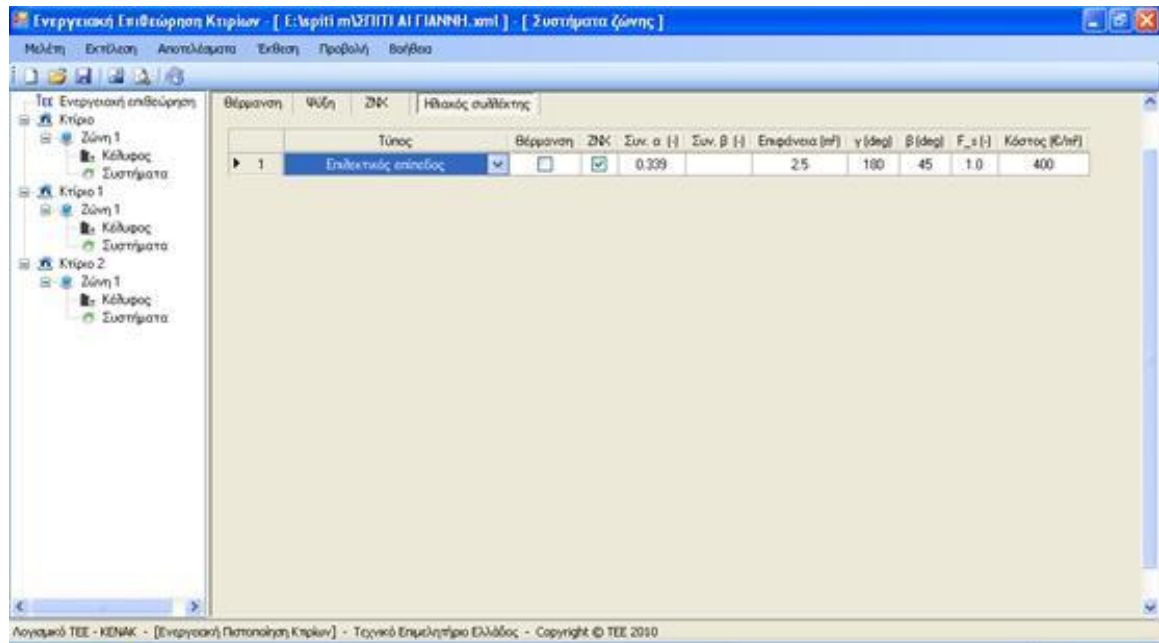 Ενεργειακή Επιθεώρηση Κτιρίων - [ E:\spiti m\ΣΠΙΤΙ ΑΙ ΓΙΑΝΝΗ.xml ] - [ Συστήματα ζώνης ]
Μελέτη Εκτέλεση Αποτελέσματα Έκθεση Προβολή Βοήθεια
ΤΕΕ Ενεργειακή επιθεώρηση
Κτίριο
Ζώνη 1
Κέλυφος
Συστήματα
Κτίριο 1
Ζώνη 1
Κέλυφος
Συστήματα
Κτίριο 2
Ζώνη 1
Κέλυφος
Συστήματα
Θέρμανση Ψύξη ΖΝΧ Ηλιακός συλλέκτης
Τύπος Θέρμανση ΖΝΧ Συν. α [-] Συν. β [-] Επιφάνεια [m²] γ [deg] β [deg] F_s [-] Κόστος [€/m²]
1 Επιλεκτικός επίπεδος 0.339 2.5 180 45 1.0 400
Λογισμικό ΤΕΕ - ΚΕΝΑΚ - [Ενεργειακή Πιστοποίηση Κτιρίων] - Τεχνικό Επιμελητήριο Ελλάδος - Copyright © ΤΕΕ 2010